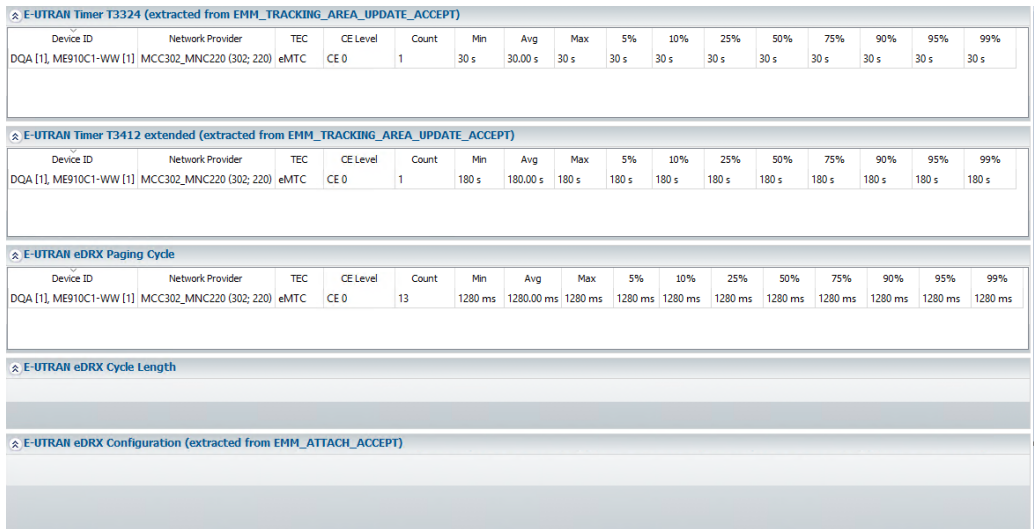 E-UTRAN Timer T3324 (extracted from EMM_TRACKING_AREA_UPDATE_ACCEPT)
Device ID Network Provider TEC CE Level Count Min Avg Max 5% 10% 25% 50% 75% 90% 95% 99%
DQA [1], ME910C1-WW [1] MCC302_MNC220 (302; 220) eMTC CE 0 1 30 s 30.00 s 30 s 30 s 30 s 30 s 30 s 30 s 30 s 30 s 30 s
E-UTRAN Timer T3412 extended (extracted from EMM_TRACKING_AREA_UPDATE_ACCEPT)
Device ID Network Provider TEC CE Level Count Min Avg Max 5% 10% 25% 50% 75% 90% 95% 99%
DQA [1], ME910C1-WW [1] MCC302_MNC220 (302; 220) eMTC CE 0 1 180 s 180.00 s 180 s 180 s 180 s 180 s 180 s 180 s 180 s 180 s 180 s
E-UTRAN eDRX Paging Cycle
Device ID Network Provider TEC CE Level Count Min Avg Max 5% 10% 25% 50% 75% 90% 95% 99%
DQA [1], ME910C1-WW [1] MCC302_MNC220 (302; 220) eMTC CE 0 13 1280 ms 1280.00 ms 1280 ms 1280 ms 1280 ms 1280 ms 1280 ms 1280 ms 1280 ms 1280 ms 1280 ms
E-UTRAN eDRX Cycle Length
E-UTRAN eDRX Configuration (extracted from EMM_ATTACH_ACCEPT)